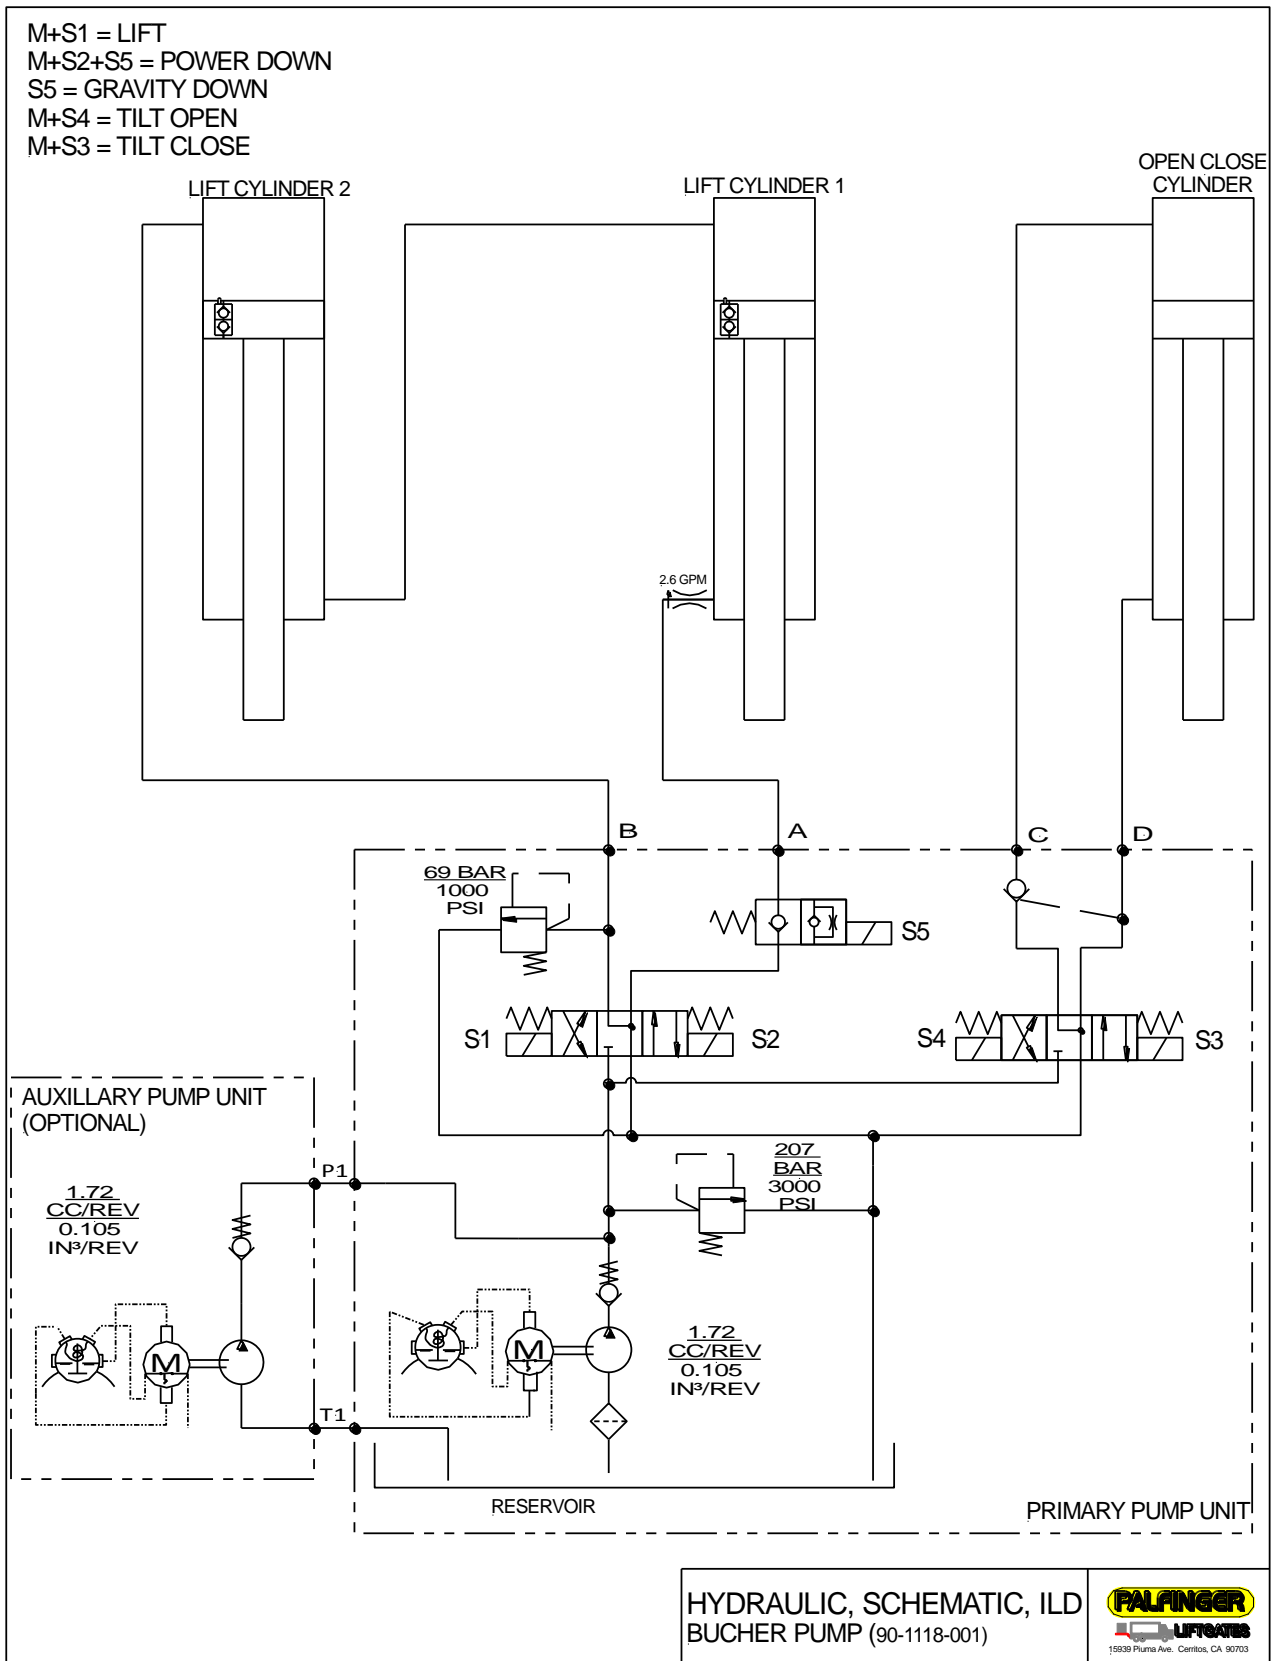 M+S1 = LIFT
M+S2+S5 = POWER DOWN
S5 = GRAVITY DOWN
M+S4 = TILT OPEN
M+S3 = TILT CLOSE
LIFT CYLINDER 2
LIFT CYLINDER 1
OPEN CLOSE
CYLINDER
2.6 GPM
B
A
C
D
69 BAR
1000
PSI
S5
S1
S2
S4
S3
AUXILLARY PUMP UNIT
(OPTIONAL)
P1
1.72
CC/REV
0.105
IN³/REV
207
BAR
3000
PSI
M
M
1.72
CC/REV
0.105
IN³/REV
T1
RESERVOIR
PRIMARY PUMP UNIT
HYDRAULIC, SCHEMATIC, ILD
BUCHER PUMP (90-1118-001)
PALFINGER
LIFTGATES
15939 Piuma Ave. Cerritos, CA 90703